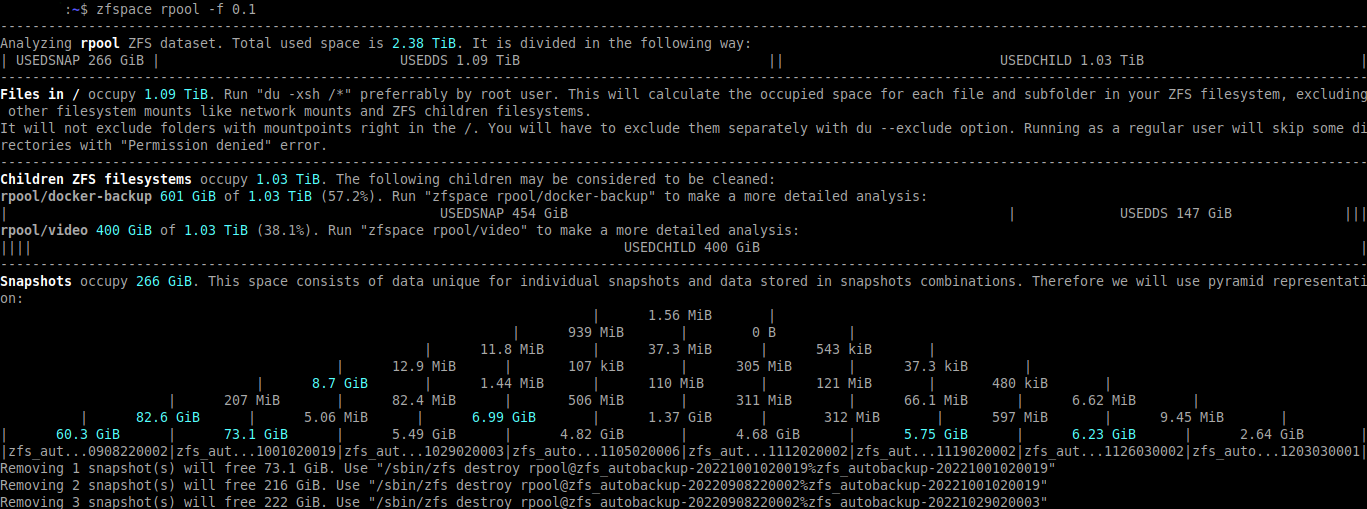 :~$ zfspace rpool -f 0.1
--------------------------------------------------------------------------------
Analyzing rpool ZFS dataset. Total used space is 2.38 TiB. It is divided in the following way:
| USEDSNAP 266 GiB | USEDDS 1.09 TiB || USEDCHILD 1.03 TiB |
--------------------------------------------------------------------------------
Files in / occupy 1.09 TiB. Run "du -xsh /*" preferrably by root user. This will calculate the occupied space for each file and subfolder in your ZFS filesystem, excluding
other filesystem mounts like network mounts and ZFS children filesystems.
It will not exclude folders with mountpoints right in the /. You will have to exclude them separately with du --exclude option. Running as a regular user will skip some di
rectories with "Permission denied" error.
--------------------------------------------------------------------------------
Children ZFS filesystems occupy 1.03 TiB. The following children may be considered to be cleaned:
rpool/docker-backup 601 GiB of 1.03 TiB (57.2%). Run "zfspace rpool/docker-backup" to make a more detailed analysis:
| USEDSNAP 454 GiB | USEDDS 147 GiB |||
rpool/video 400 GiB of 1.03 TiB (38.1%). Run "zfspace rpool/video" to make a more detailed analysis:
|||| USEDCHILD 400 GiB |
--------------------------------------------------------------------------------
Snapshots occupy 266 GiB. This space consists of data unique for individual snapshots and data stored in snapshots combinations. Therefore we will use pyramid representati
on:
| 1.56 MiB |
| 939 MiB | 0 B |
| 11.8 MiB | 37.3 MiB | 543 kiB |
| 12.9 MiB | 107 kiB | 305 MiB | 37.3 kiB |
| 8.7 GiB | 1.44 MiB | 110 MiB | 121 MiB | 480 kiB |
| 207 MiB | 82.4 MiB | 506 MiB | 311 MiB | 66.1 MiB | 6.62 MiB |
| 82.6 GiB | 5.06 MiB | 6.99 GiB | 1.37 GiB | 312 MiB | 597 MiB | 9.45 MiB |
| 60.3 GiB | 73.1 GiB | 5.49 GiB | 4.82 GiB | 4.68 GiB | 5.75 GiB | 6.23 GiB | 2.64 GiB |
|zfs_aut...0908220002|zfs_aut...1001020019|zfs_aut...1029020003|zfs_aut...1105020006|zfs_aut...1112020002|zfs_aut...1119020002|zfs_aut...1126030002|zfs_auto...1203030001|
Removing 1 snapshot(s) will free 73.1 GiB. Use "/sbin/zfs destroy rpool@zfs_autobackup-20221001020019%zfs_autobackup-20221001020019"
Removing 2 snapshot(s) will free 216 GiB. Use "/sbin/zfs destroy rpool@zfs_autobackup-20220908220002%zfs_autobackup-20221001020019"
Removing 3 snapshot(s) will free 222 GiB. Use "/sbin/zfs destroy rpool@zfs_autobackup-20220908220002%zfs_autobackup-20221029020003"